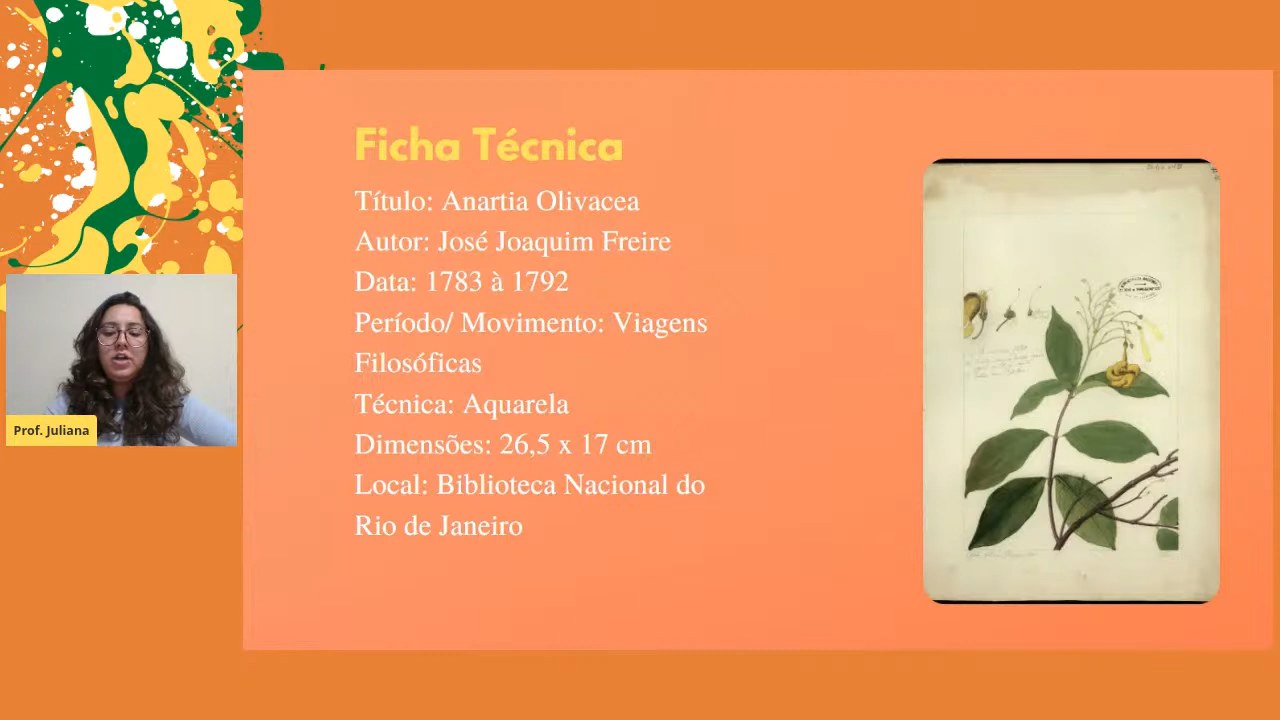 Ficha Técnica
Título: Anartia Olivacea
Autor: José Joaquim Freire
Data: 1783 à 1792
Período/ Movimento: Viagens
Filosóficas
Técnica: Aquarela
Dimensões: 26,5 x 17 cm
Local: Biblioteca Nacional do
Rio de Janeiro
Prof. Juliana